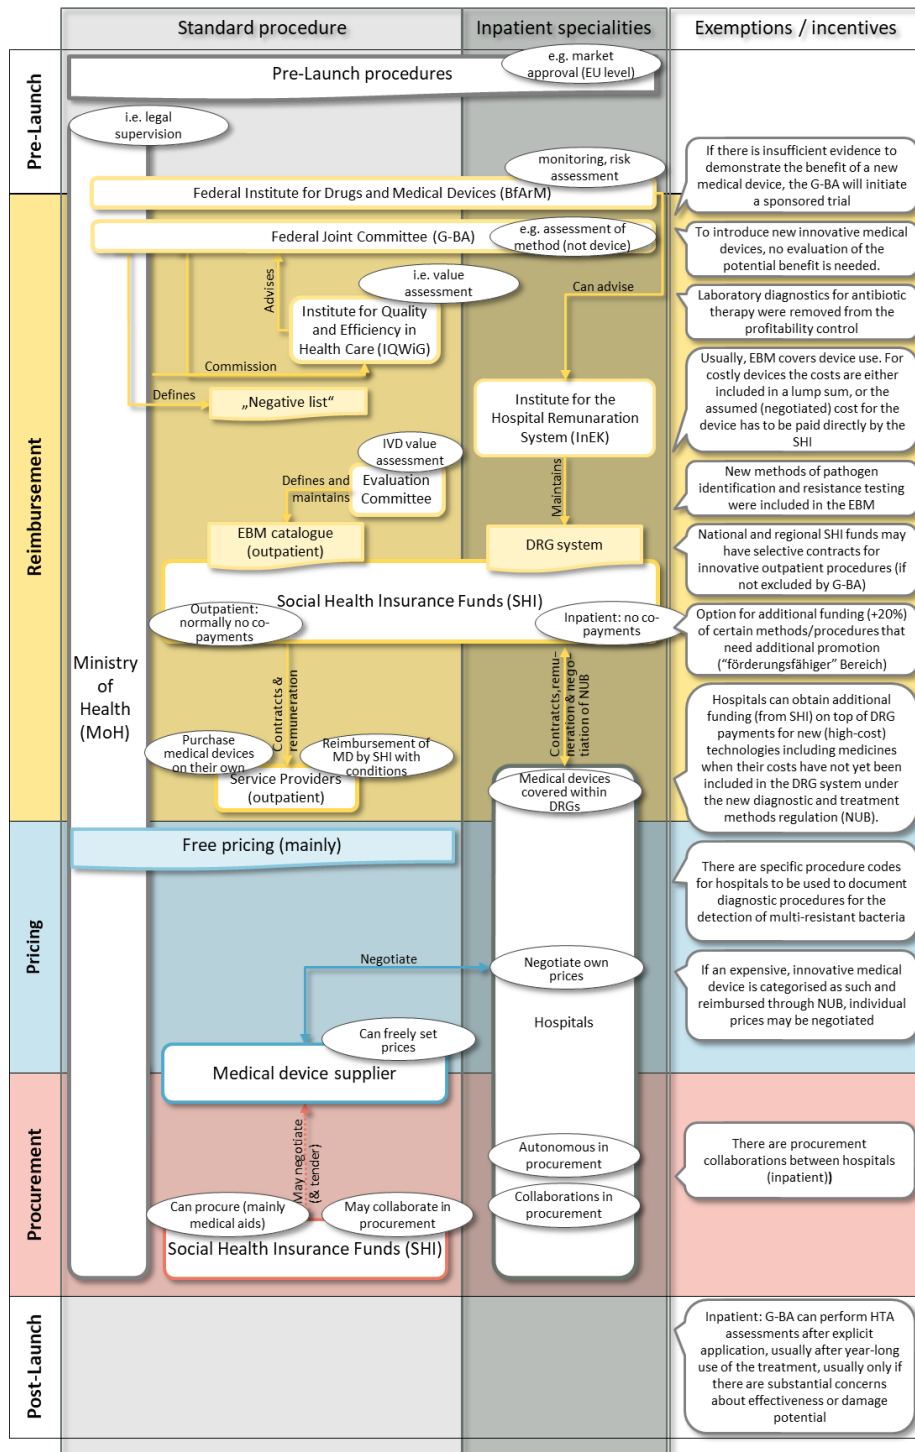 Standard procedure
Inpatient specialities
Exemptions / incentives
Pre-Launch
Pre-Launch procedures
e.g. market
approval (EU level)
i.e. legal
supervision
monitoring, risk
assessment
Federal Institute for Drugs and Medical Devices (BfArM)
If there is insufficient evidence to
demonstrate the benefit of a new
medical device, the G-BA will initiate
a sponsored trial
Reimbursement
Federal Joint Committee (G-BA)
e.g. assessment of
method (not device)
To introduce new innovative medical
devices, no evaluation of the
potential benefit is needed.
Advises
i.e. value
assessment
Can advise
Institute for Quality
and Efficiency in
Health Care (IQWiG)
Laboratory diagnostics for antibiotic
therapy were removed from the
profitability control
Commission
Defines
„Negative list“
Institute for the
Hospital Remunaration
System (InEK)
Usually, EBM covers device use. For
costly devices the costs are either
included in a lump sum, or the
assumed (negotiated) cost for the
device has to be paid directly by the
SHI
IVD value
assessment
Evaluation
Committee
Defines and
maintains
Maintains
New methods of pathogen
identification and resistance testing
were included in the EBM
EBM catalogue
(outpatient)
DRG system
National and regional SHI funds may
have selective contracts for
innovative outpatient procedures (if
not excluded by G-BA)
Social Health Insurance Funds (SHI)
Outpatient:
normally no co-
payments
Inpatient: no co-
payments
Option for additional funding (+20%)
of certain methods/procedures that
need additional promotion
(“förderungsfähiger” Bereich)
Ministry
of
Health
(MoH)
Contratcts &
remuneration
Contratcts,remu-
neration & nego-
tiation of NUB
Purchase
medical devices
on their own
Reimbursement of
MD by SHI with
conditions
Service Providers
(outpatient)
Medical devices
covered within
DRGs
Hospitals can obtain additional
funding (from SHI) on top of DRG
payments for new (high-cost)
technologies including medicines
when their costs have not yet been
included in the DRG system under
the new diagnostic and treatment
methods regulation (NUB).
Pricing
Free pricing (mainly)
There are specific procedure codes
for hospitals to be used to document
diagnostic procedures for the
detection of multi-resistant bacteria
Negotiate
Negotiate own
prices
If an expensive, innovative medical
device is categorised as such and
reimbursed through NUB, individual
prices may be negotiated
Hospitals
Can freely set
prices
Medical device supplier
Procurement
May negotiate
(& tender)
Autonomous in
procurement
Collaborations in
procurement
There are procurement
collaborations between hospitals
(inpatient))
Can procure (mainly
medical aids)
May collaborate in
procurement
Social Health Insurance Funds (SHI)
Post-Launch
Inpatient: G-BA can perform HTA
assessments after explicit
application, usually after year-long
use of the treatment, usually only if
there are substantial concerns
about effectiveness or damage
potential